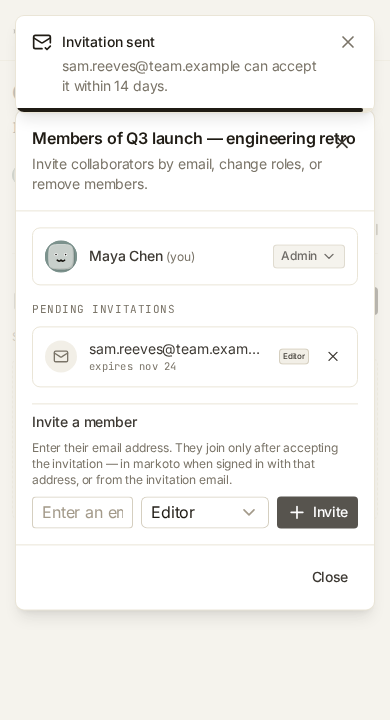 Invitation sent
sam.reeves@team.example can accept
it within 14 days.
Members of Q3 launch — engineering retro
Invite collaborators by email, change roles, or
remove members.
Maya Chen (you)
Admin
PENDING INVITATIONS
sam.reeves@team.exam...
Editor
expires nov 24
Invite a member
Enter their email address. They join only after accepting
the invitation — in markoto when signed in with that
address, or from the invitation email.
Enter an en
Editor
Invite
Close